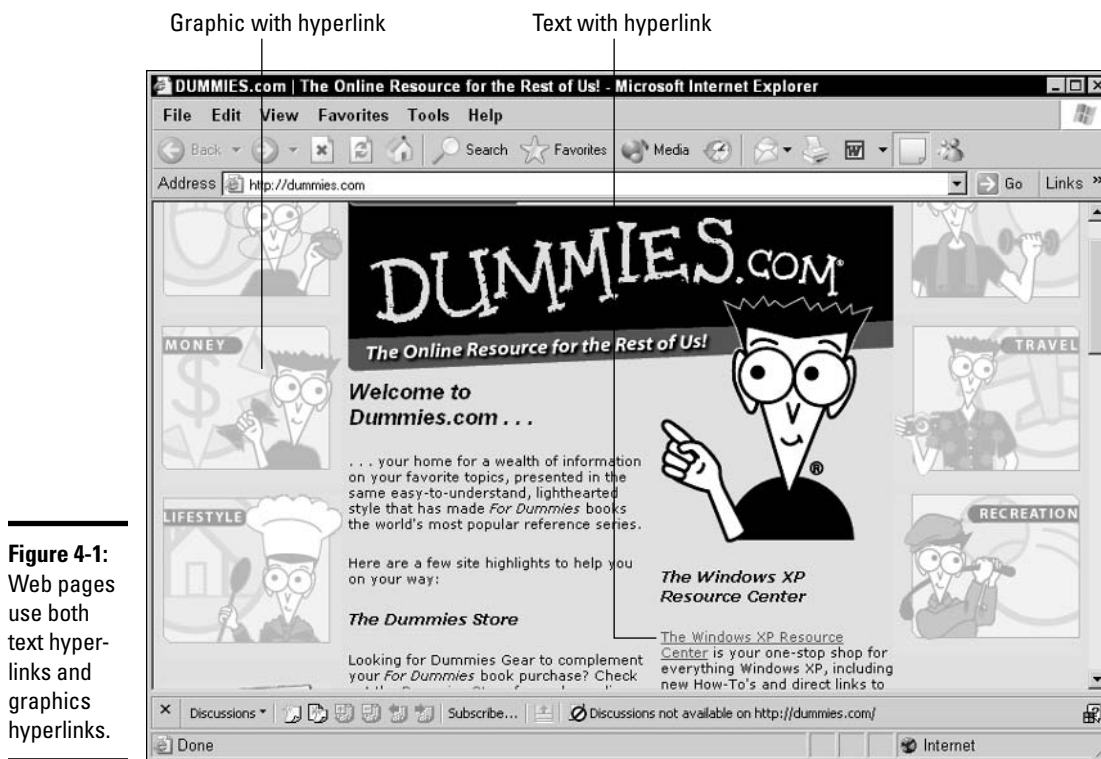 Graphic with hyperlink
Text with hyperlink
DUMMIES.com | The Online Resource for the Rest of Us! - Microsoft Internet Explorer
File Edit View Favorites Tools Help
Back Search Favorites Media
Address http://dummies.com Go Links »
DUMMIES.COM®
The Online Resource for the Rest of Us!
MONEY
TRAVEL
LIFESTYLE
RECREATION
®
Welcome to
Dummies.com . . .
. . . your home for a wealth of information
on your favorite topics, presented in the
same easy-to-understand, lighthearted
style that has made For Dummies books
the world's most popular reference series.
Here are a few site highlights to help you
on your way:
The Dummies Store
Looking for Dummies Gear to complement
your For Dummies book purchase? Check
The Windows XP
Resource Center
The Windows XP Resource
Center is your one-stop shop for
everything Windows XP, including
new How-To's and direct links to
Discussions Subscribe... Discussions not available on http://dummies.com/
Done Internet
Figure 4-1:
Web pages
use both
text hyper-
links and
graphics
hyperlinks.